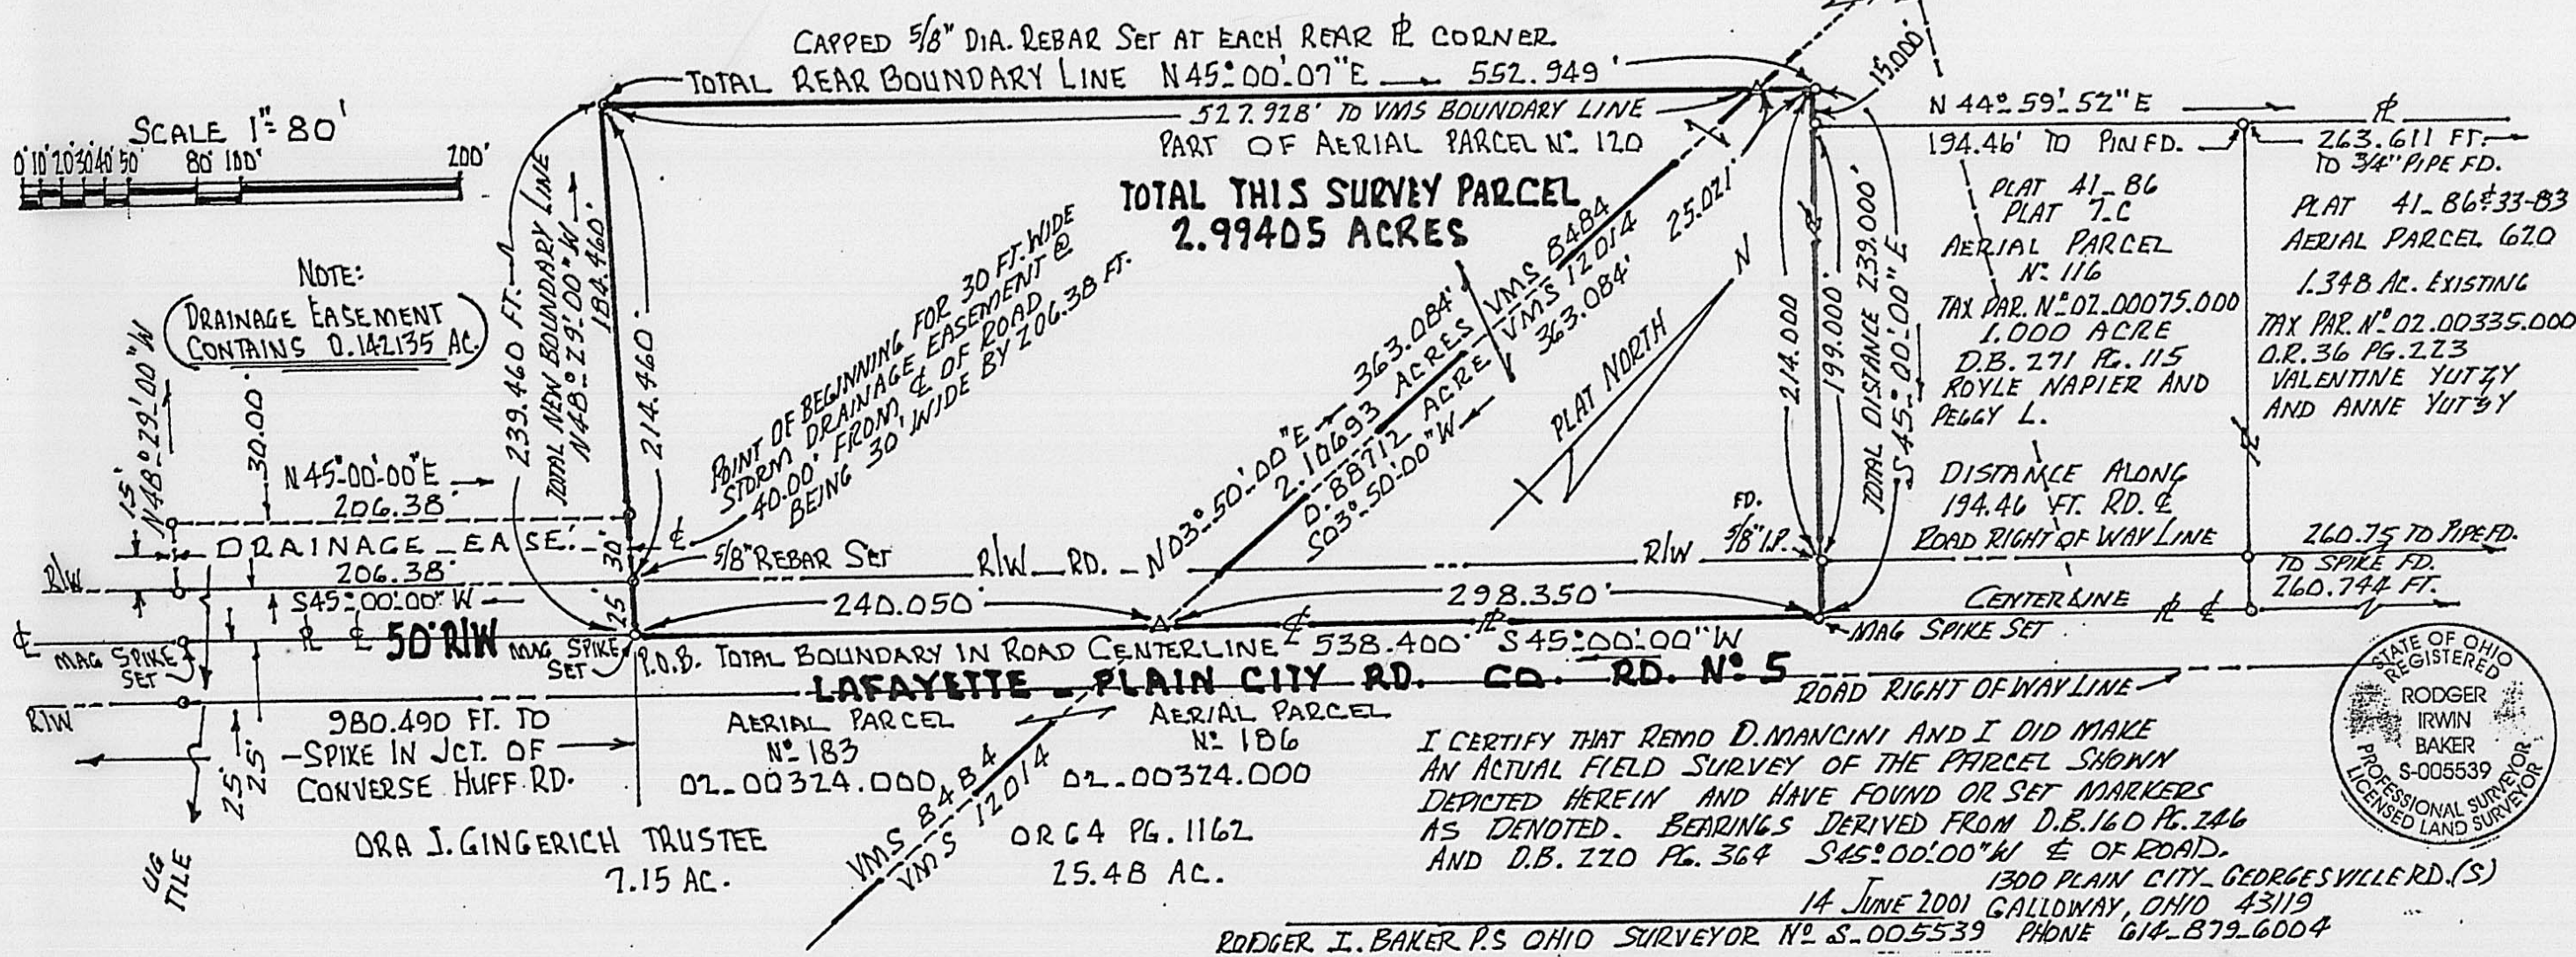 CAPPED 5/8" DIA. REBAR SET AT EACH REAR ⅊ CORNER.
TOTAL REAR BOUNDARY LINE N45°00'07"E 552.949'
527.928' TO VMS BOUNDARY LINE
PART OF AERIAL PARCEL Nº 120
TOTAL THIS SURVEY PARCEL
2.99405 ACRES
SCALE 1"=80'
0' 10' 20' 30' 40' 50' 80' 100' 200'
NOTE:
DRAINAGE EASEMENT
CONTAINS 0.142135 AC.
15'
N48°29'00"W
30.00'
N45°00'00"E
206.38'
DRAINAGE EASE.
206.38'
S45°00'00"W
R/W
239.460 FT.
TOTAL NEW BOUNDARY LINE
N48°29'00"W
184.460'
214.460'
30'
25'
POINT OF BEGINNING FOR 30 FT. WIDE
STORM DRAINAGE EASEMENT @
40.00' FROM ℄ OF ROAD
BEING 30' WIDE BY 206.38 FT.
℄
5/8" REBAR SET
R/W RD.
R/W
N03°50'00"E 363.084'
2.10693 ACRES VMS 8484
0.88712 ACRE VMS 12014
S03°50'00"W 363.084'
25.021'
PLAT NORTH
N
15.000'
214.000
199.000'
TOTAL DISTANCE 239.000'
S45°00'00"E
FD.
5/8" I.P.
N 44°59'52"E
194.46' TO PIN FD.
PLAT 41-86
PLAT 7-C
AERIAL PARCEL
Nº 116
TAX PAR. Nº 02-00075.000
1.000 ACRE
D.B. 271 PG. 115
ROYLE NAPIER AND
PEGGY L.
DISTANCE ALONG
194.46 FT. RD. ℄
ROAD RIGHT OF WAY LINE
⅊
263.611 FT.
TO 3/4" PIPE FD.
PLAT 41-86 & 33-83
AERIAL PARCEL 620
1.348 AC. EXISTING
TAX PAR. Nº 02.00335.000
O.R. 36 PG. 223
VALENTINE YUTZY
AND ANNE YUTZY
260.75 TO PIPE FD.
TO SPIKE FD.
260.744 FT.
CENTERLINE ⅊ ℄
MAG SPIKE SET
240.050'
298.350'
℄
MAG SPIKE
SET
⅊ ℄ 50' R/W
MAG SPIKE
SET
P.O.B. TOTAL BOUNDARY IN ROAD CENTERLINE 538.400' S45°00'00"W
℄ ⅊
LAFAYETTE - PLAIN CITY RD. CO. RD. Nº 5
ROAD RIGHT OF WAY LINE
R/W
25'
25'
UG
TILE
980.490 FT. TO
SPIKE IN JCT. OF
CONVERSE HUFF RD.
AERIAL PARCEL
Nº 183
02-00324.000
ORA J. GINGERICH TRUSTEE
7.15 AC.
VMS 8484
VMS 12014
AERIAL PARCEL
Nº 186
02-00324.000
OR 64 PG. 1162
25.48 AC.
I CERTIFY THAT REMO D. MANCINI AND I DID MAKE
AN ACTUAL FIELD SURVEY OF THE PARCEL SHOWN
DEPICTED HEREIN AND HAVE FOUND OR SET MARKERS
AS DENOTED. BEARINGS DERIVED FROM D.B. 160 PG. 246
AND D.B. 220 PG. 364 S45°00'00"W ℄ OF ROAD.
1300 PLAIN CITY-GEORGESVILLE RD. (S)
14 JUNE 2001 GALLOWAY, OHIO 43119
RODGER I. BAKER P.S OHIO SURVEYOR Nº S-005539 PHONE 614-879-6004
STATE OF OHIO
REGISTERED
RODGER
IRWIN
BAKER
S-005539
PROFESSIONAL SURVEYOR
LICENSED LAND SURVEYOR